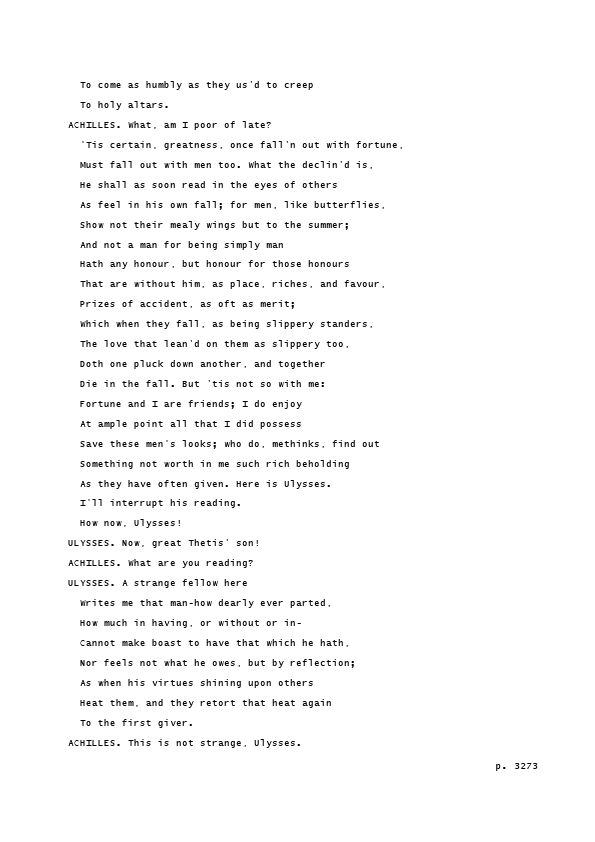 To come as humbly as they us'd to creep
To holy altars.
ACHILLES. What, am I poor of late?
'Tis certain, greatness, once fall'n out with fortune,
Must fall out with men too. What the declin'd is,
He shall as soon read in the eyes of others
As feel in his own fall; for men, like butterflies,
Show not their mealy wings but to the summer;
And not a man for being simply man
Hath any honour, but honour for those honours
That are without him, as place, riches, and favour,
Prizes of accident, as oft as merit;
Which when they fall, as being slippery standers,
The love that lean'd on them as slippery too,
Doth one pluck down another, and together
Die in the fall. But 'tis not so with me:
Fortune and I are friends; I do enjoy
At ample point all that I did possess
Save these men's looks; who do, methinks, find out
Something not worth in me such rich beholding
As they have often given. Here is Ulysses.
I'll interrupt his reading.
How now, Ulysses!
ULYSSES. Now, great Thetis' son!
ACHILLES. What are you reading?
ULYSSES. A strange fellow here
Writes me that man-how dearly ever parted,
How much in having, or without or in-
Cannot make boast to have that which he hath,
Nor feels not what he owes, but by reflection;
As when his virtues shining upon others
Heat them, and they retort that heat again
To the first giver.
ACHILLES. This is not strange, Ulysses.
p. 3273